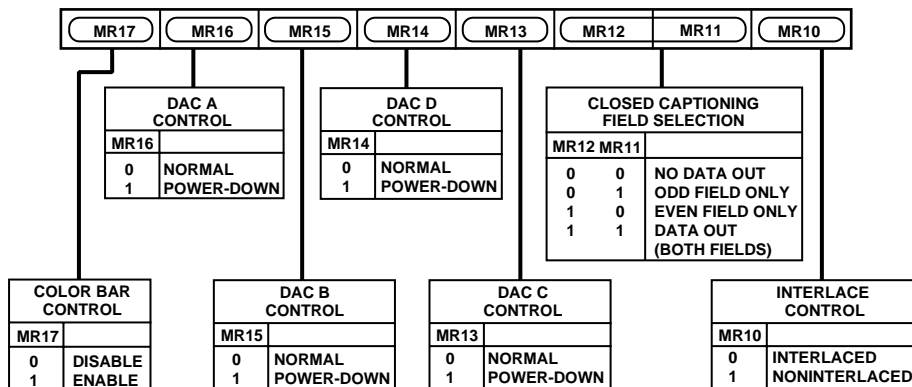 MR17 MR16 MR15 MR14 MR13 MR12 MR11 MR10
DAC A
CONTROL
MR16
0 NORMAL
1 POWER-DOWN
DAC D
CONTROL
MR14
0 NORMAL
1 POWER-DOWN
CLOSED CAPTIONING
FIELD SELECTION
MR12 MR11
0 0 NO DATA OUT
0 1 ODD FIELD ONLY
1 0 EVEN FIELD ONLY
1 1 DATA OUT
(BOTH FIELDS)
COLOR BAR
CONTROL
MR17
0 DISABLE
1 ENABLE
DAC B
CONTROL
MR15
0 NORMAL
1 POWER-DOWN
DAC C
CONTROL
MR13
0 NORMAL
1 POWER-DOWN
INTERLACE
CONTROL
MR10
0 INTERLACED
1 NONINTERLACED